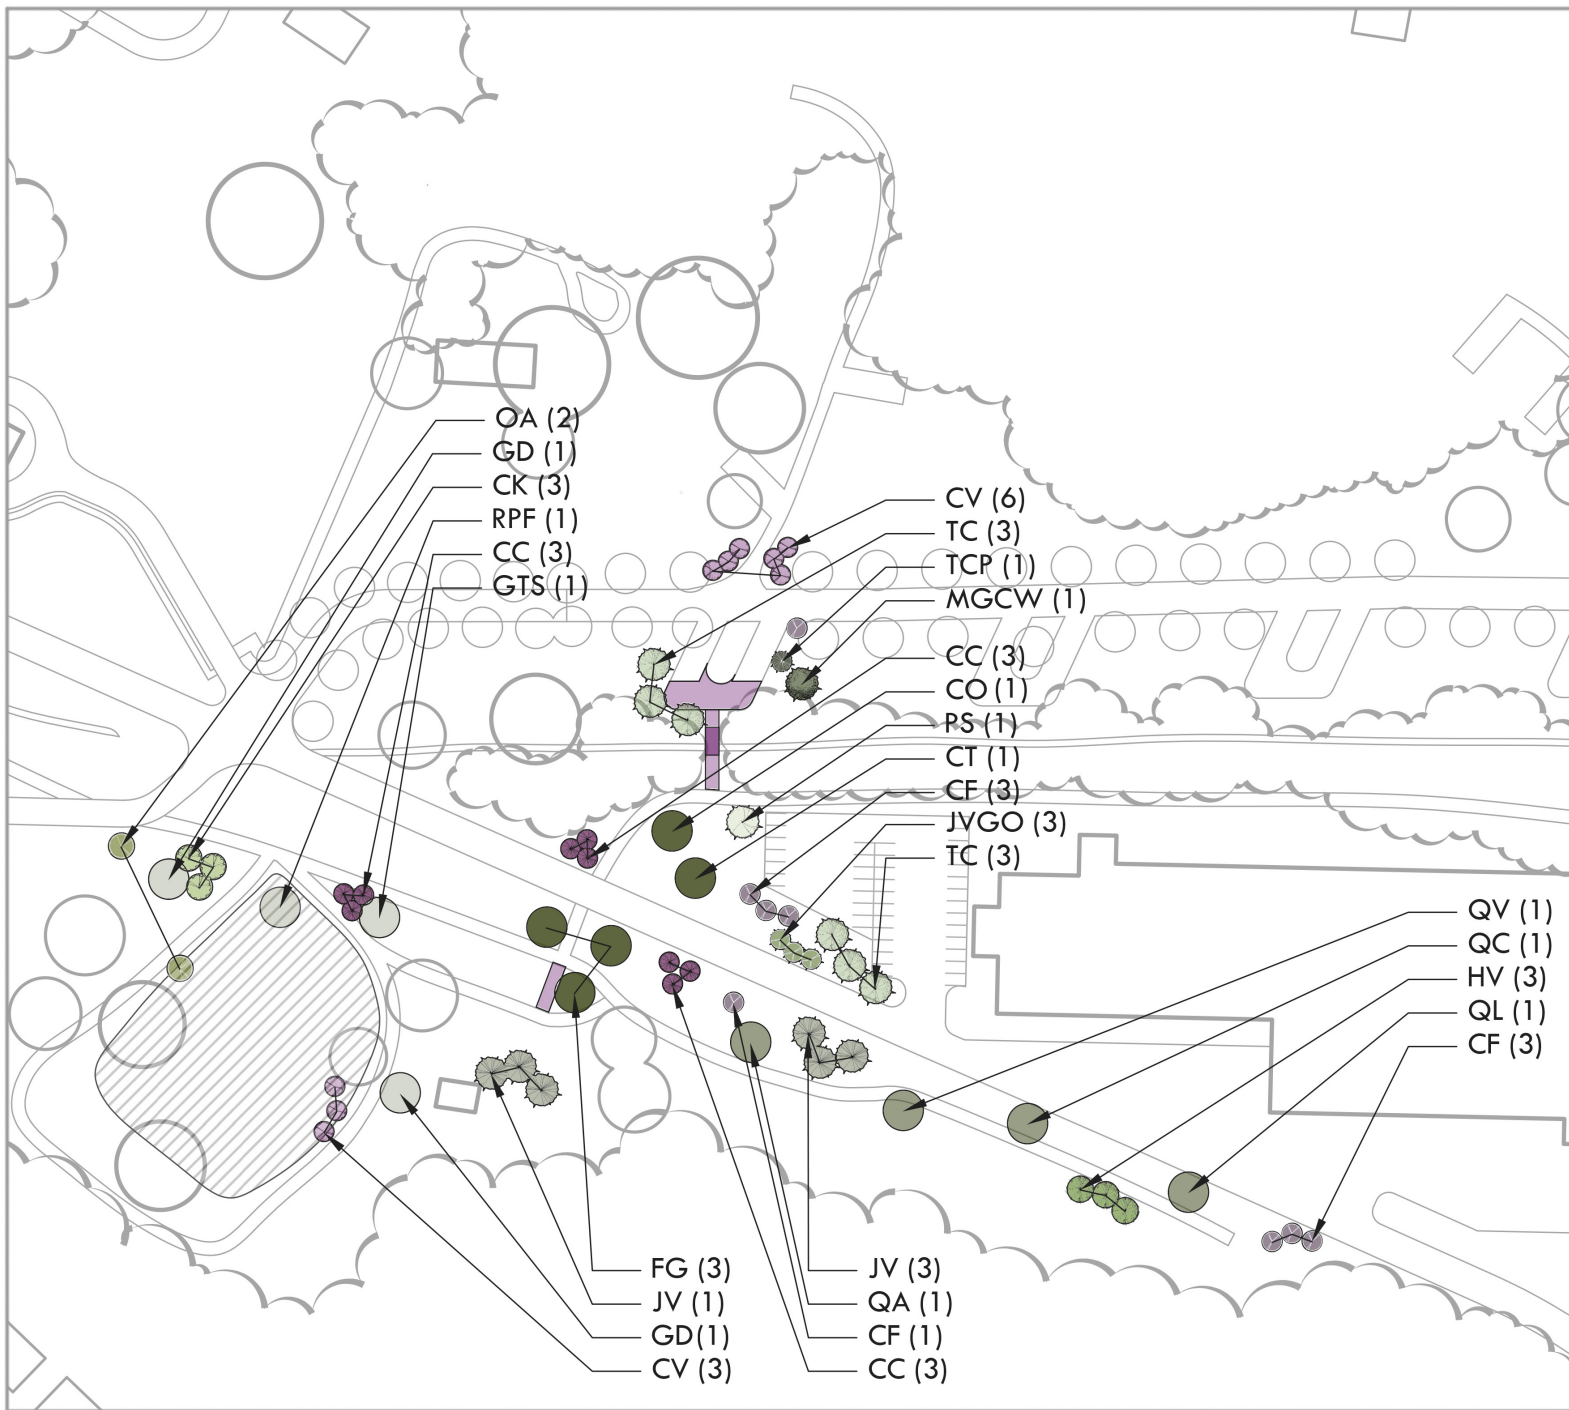 OA (2)
GD (1)
CK (3)
RPF (1)
CC (3)
GTS (1)
CV (6)
TC (3)
TCP (1)
MGCW (1)
CC (3)
CO (1)
PS (1)
CT (1)
CF (3)
JVGO (3)
TC (3)
QV (1)
QC (1)
HV (3)
QL (1)
CF (3)
FG (3)
JV (1)
GD(1)
CV (3)
JV (3)
QA (1)
CF (1)
CC (3)